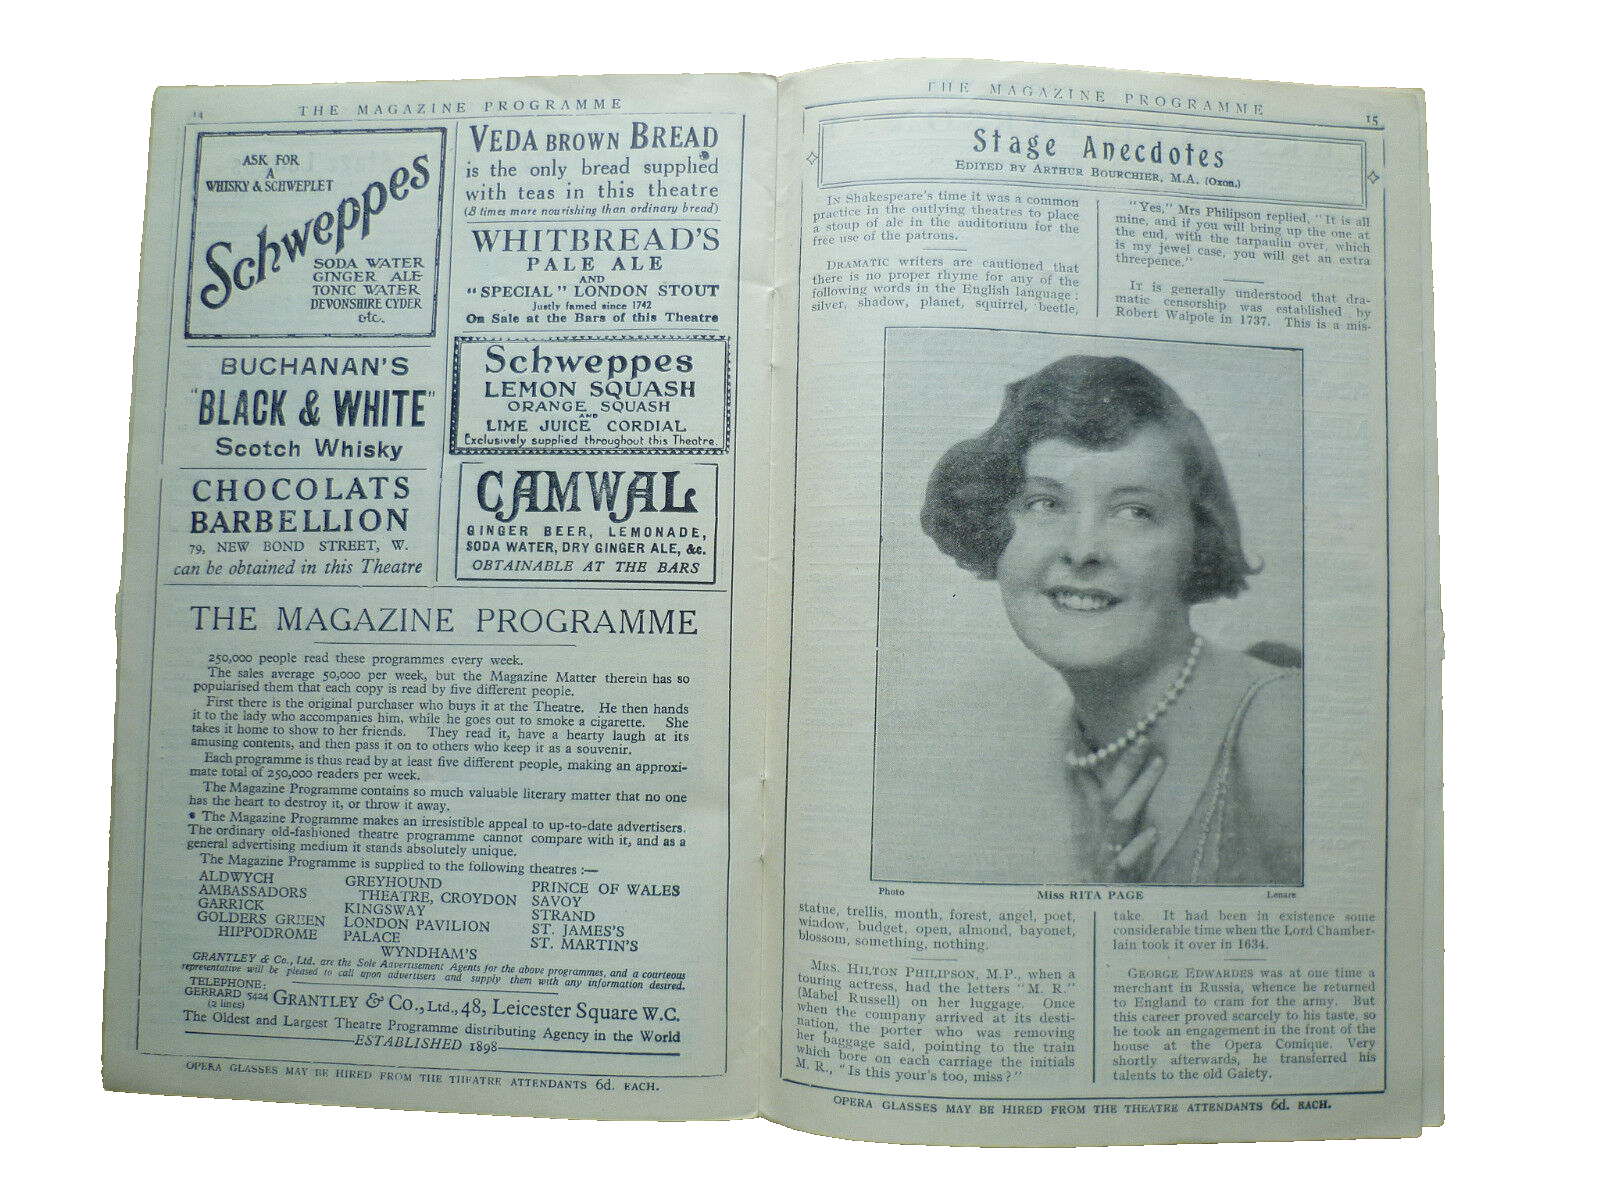 14
THE MAGAZINE PROGRAMME
ASK FOR
A
WHISKY & SCHWEPLET
Schweppes
SODA WATER
GINGER ALE
TONIC WATER
DEVONSHIRE CYDER
etc.
BUCHANAN'S
"BLACK & WHITE"
Scotch Whisky
CHOCOLATS
BARBELLION
79, NEW BOND STREET, W.
can be obtained in this Theatre
VEDA BROWN BREAD
is the only bread supplied
with teas in this theatre
(8 times more nourishing than ordinary bread)
WHITBREAD'S
PALE ALE
AND
"SPECIAL" LONDON STOUT
Justly famed since 1742
On Sale at the Bars of this Theatre
Schweppes
LEMON SQUASH
ORANGE SQUASH
AND
LIME JUICE CORDIAL
Exclusively supplied throughout this Theatre.
CAMWAL
GINGER BEER, LEMONADE,
SODA WATER, DRY GINGER ALE, &c.
OBTAINABLE AT THE BARS
THE MAGAZINE PROGRAMME
250,000 people read these programmes every week.
The sales average 50,000 per week, but the Magazine Matter therein has so
popularised them that each copy is read by five different people.
First there is the original purchaser who buys it at the Theatre. He then hands
it to the lady who accompanies him, while he goes out to smoke a cigarette. She
takes it home to show to her friends. They read it, have a hearty laugh at its
amusing contents, and then pass it on to others who keep it as a souvenir.
Each programme is thus read by at least five different people, making an approxi-
mate total of 250,000 readers per week.
The Magazine Programme contains so much valuable literary matter that no one
has the heart to destroy it, or throw it away.
The Magazine Programme makes an irresistible appeal to up-to-date advertisers.
The ordinary old-fashioned theatre programme cannot compare with it, and as a
general advertising medium it stands absolutely unique.
The Magazine Programme is supplied to the following theatres :—
ALDWYCH
AMBASSADORS
GARRICK
GOLDERS GREEN
HIPPODROME
GREYHOUND
THEATRE, CROYDON
KINGSWAY
LONDON PAVILION
PALACE
WYNDHAM'S
PRINCE OF WALES
SAVOY
STRAND
ST. JAMES'S
ST. MARTIN'S
GRANTLEY & Co., Ltd. are the Sole Advertisement Agents for the above programmes, and a courteous
representative will be pleased to call upon advertisers and supply them with any information desired.
TELEPHONE:
GERRARD 5424
(2 lines)
GRANTLEY & Co., Ltd., 48, Leicester Square W.C.
The Oldest and Largest Theatre Programme distributing Agency in the World
ESTABLISHED 1898
OPERA GLASSES MAY BE HIRED FROM THE THEATRE ATTENDANTS 6d. EACH.
THE MAGAZINE PROGRAMME
15
Stage Anecdotes
EDITED BY ARTHUR BOURCHIER, M.A. (Oxon.)
IN Shakespeare's time it was a common
practice in the outlying theatres to place
a stoup of ale in the auditorium for the
free use of the patrons.
DRAMATIC writers are cautioned that
there is no proper rhyme for any of the
following words in the English language :
silver, shadow, planet, squirrel, beetle,
"Yes," Mrs Philipson replied, "It is all
mine, and if you will bring up the one at
the end, with the tarpaulin over, which
is my jewel case, you will get an extra
threepence."
IT is generally understood that dra-
matic censorship was established by
Robert Walpole in 1737. This is a mis-
Photo
Miss RITA PAGE
Lenare
statue, trellis, month, forest, angel, poet,
window, budget, open, almond, bayonet,
blossom, something, nothing.
MRS. HILTON PHILIPSON, M.P., when a
touring actress, had the letters "M. R."
(Mabel Russell) on her luggage. Once
when the company arrived at its desti-
nation, the porter who was removing
her baggage said, pointing to the train
which bore on each carriage the initials
M. R., "Is this your's too, miss?"
take. It had been in existence some
considerable time when the Lord Chamber-
lain took it over in 1634.
GEORGE EDWARDES was at one time a
merchant in Russia, whence he returned
to England to cram for the army. But
this career proved scarcely to his taste, so
he took an engagement in the front of the
house at the Opera Comique. Very
shortly afterwards, he transferred his
talents to the old Gaiety.
OPERA GLASSES MAY BE HIRED FROM THE THEATRE ATTENDANTS 6d. EACH.